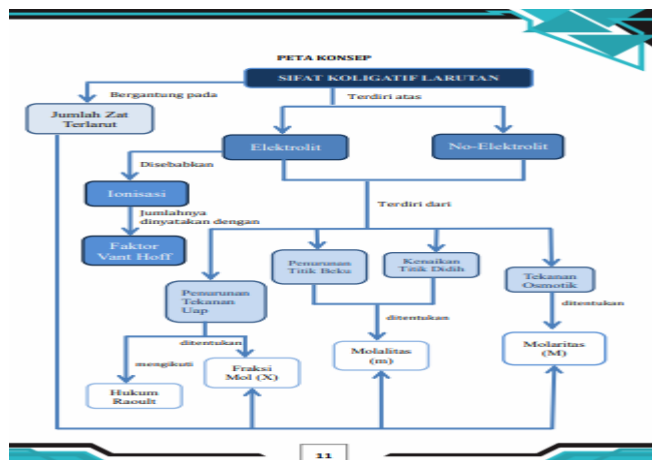 PETA KONSEP
SIFAT KOLIGATIF LARUTAN
Bergantung pada
Terdiri atas
Jumlah Zat
Terlarut
Elektrolit
No-Elektrolit
Disebabkan
Ionisasi
Jumlahnya
dinyatakan dengan
Terdiri dari
Faktor
Vant Hoff
Penurunan
Titik Beku
Kenaikan
Titik Didih
Tekanan
Osmotik
Penurunan
Tekanan
Uap
ditentukan
ditentukan
ditentukan
mengikuti
Fraksi
Mol (X)
Molalitas
(m)
Molaritas
(M)
Hukum
Raoult
11